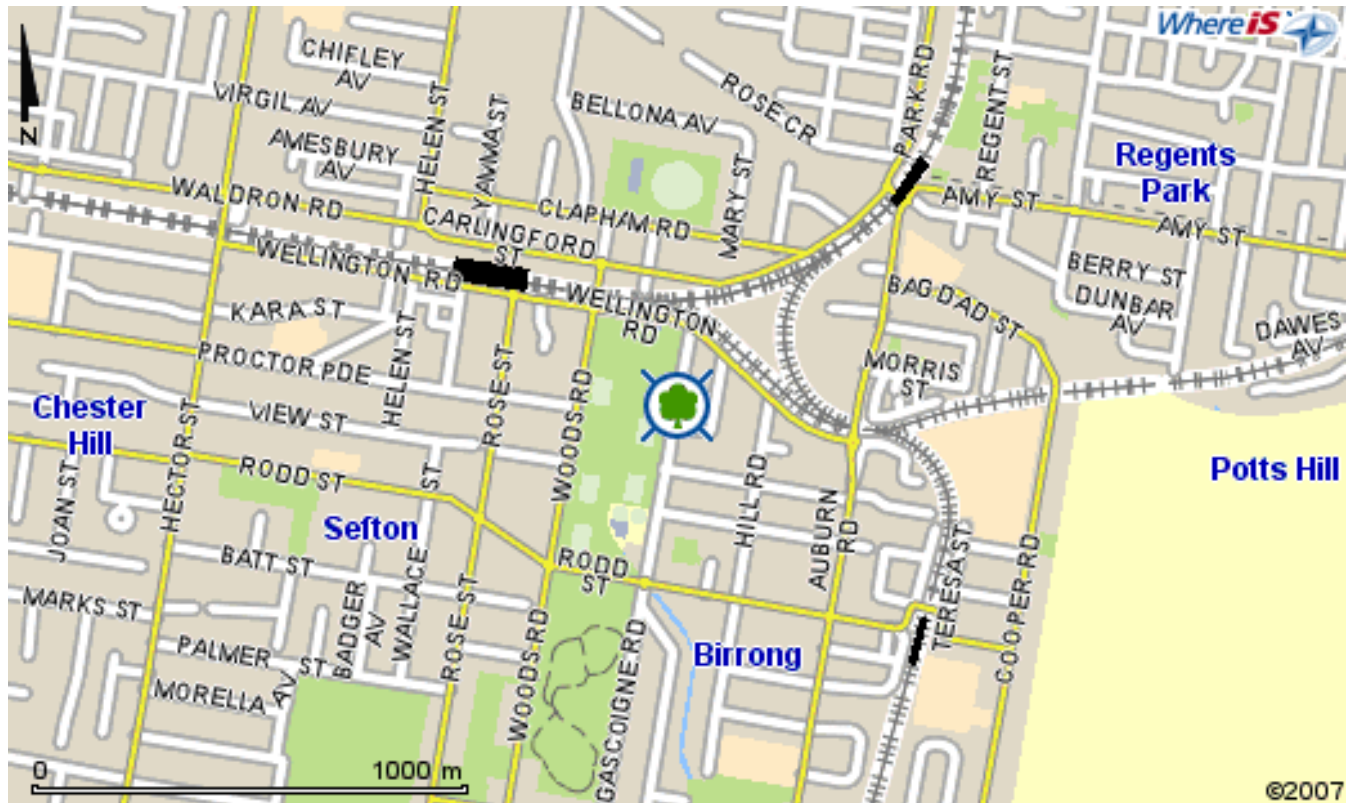 WhereiS
CHIFLEY
AV
VIRGIL AV
HELEN ST
YAWMA ST
BELLONA AV
ROSE CR
PARK RD
REGENT ST
Regents
Park
AMESBURY
AV
WALDRON RD
CARLINGFORD
ST
CLAPHAM RD
MARY ST
AMY ST
AMY ST
N
WELLINGTON RD
WELLINGTON
RD
BAGDAD ST
BERRY ST
DUNBAR
AV
DAWES
AV
KARA ST
PROCTOR PDE
HELEN ST
ROSE ST
WOODS RD
MORRIS
ST
Chester
Hill
VIEW ST
HECTOR ST
RODD ST
JOAN ST
Sefton
HILL RD
AUBURN
RD
Potts Hill
BATT ST
BADGER
AV
WALLACE
ST
ROSE ST
RODD
ST
TERESA ST
COOPER RD
MARKS ST
PALMER
ST
MORELLA
AV
WOODS RD
GASCOIGNE RD
Birrong
0
1000 m
©2007